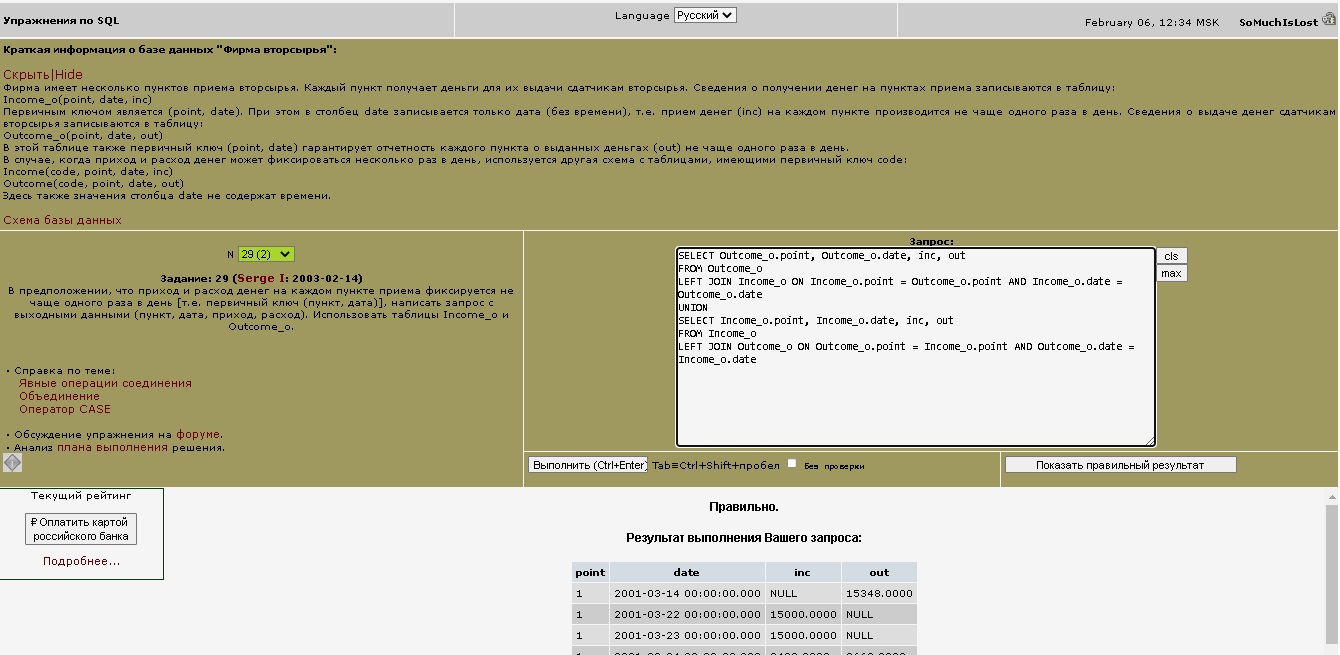 Упражнения по SQL
Language Русский
February 06, 12:34 MSK SoMuchIsLost
Краткая информация о базе данных "Фирма вторсырья":
Скрыть|Hide
Фирма имеет несколько пунктов приема вторсырья. Каждый пункт получает деньги для их выдачи сдатчикам вторсырья. Сведения о получении денег на пунктах приема записываются в таблицу:
Income_o(point, date, inc)
Первичным ключом является (point, date). При этом в столбец date записывается только дата (без времени), т.е. прием денег (inc) на каждом пункте производится не чаще одного раза в день. Сведения о выдаче денег сдатчикам
вторсырья записываются в таблицу:
Outcome_o(point, date, out)
В этой таблице также первичный ключ (point, date) гарантирует отчетность каждого пункта о выданных деньгах (out) не чаще одного раза в день.
В случае, когда приход и расход денег может фиксироваться несколько раз в день, используется другая схема с таблицами, имеющими первичный ключ code:
Income(code, point, date, inc)
Outcome(code, point, date, out)
Здесь также значения столбца date не содержат времени.
Схема базы данных
N 29 (2)
Задание: 29 (Serge I: 2003-02-14)
В предположении, что приход и расход денег на каждом пункте приема фиксируется не
чаще одного раза в день [т.е. первичный ключ (пункт, дата)], написать запрос с
выходными данными (пункт, дата, приход, расход). Использовать таблицы Income_o и
Outcome_o.
• Справка по теме:
Явные операции соединения
Объединение
Оператор CASE
• Обсуждение упражнения на форуме.
• Анализ плана выполнения решения.
Запрос:
SELECT Outcome_o.point, Outcome_o.date, inc, out
FROM Outcome_o
LEFT JOIN Income_o ON Income_o.point = Outcome_o.point AND Income_o.date =
Outcome_o.date
UNION
SELECT Income_o.point, Income_o.date, inc, out
FROM Income_o
LEFT JOIN Outcome_o ON Outcome_o.point = Income_o.point AND Outcome_o.date =
Income_o.date
cls
max
Выполнить (Ctrl+Enter) Tab≡Ctrl+Shift+пробел Без проверки
Показать правильный результат
Текущий рейтинг
₽ Оплатить картой
российского банка
Подробнее...
Правильно.
Результат выполнения Вашего запроса:
point date inc out
1 2001-03-14 00:00:00.000 NULL 15348.0000
1 2001-03-22 00:00:00.000 15000.0000 NULL
1 2001-03-23 00:00:00.000 15000.0000 NULL